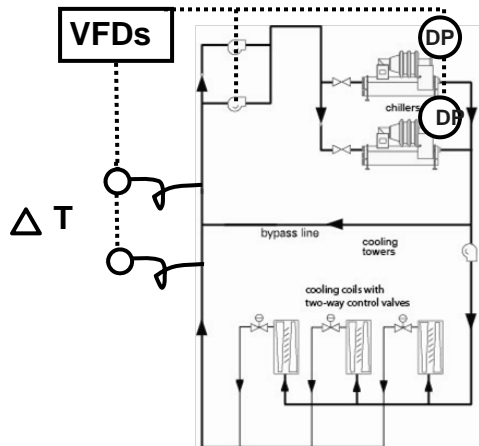 VFDs
DP
chillers
DP
△ T
bypass line
cooling
towers
cooling coils with
two-way control valves